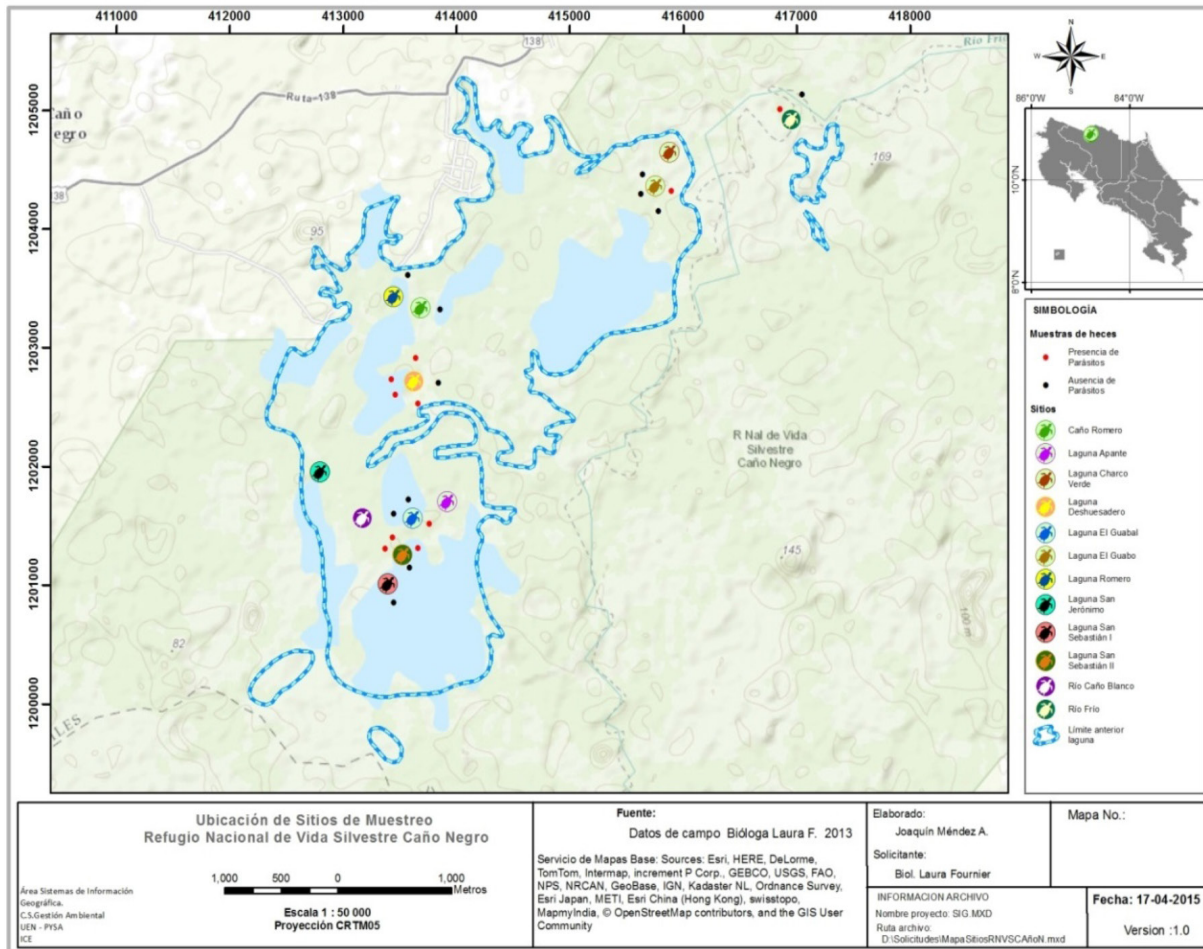 411000 412000 413000 414000 415000 416000 417000 418000
1205000
1204000
1203000
1202000
1201000
1200000
138
Río Frío
Ruta-138
Caño
Negro
138
169
95
R Nal de Vida
Silvestre
Caño Negro
145
100 m
82
N
W E
S
86°0'W 84°0'W
10°0'N
8°0'N
SIMBOLOGÍA
Muestras de heces
Presencia de
Parásitos
Ausencia de
Parásitos
Sitios
Caño Romero
Laguna Apante
Laguna Charco
Verde
Laguna
Deshuesadero
Laguna El Guabal
Laguna El Guabo
Laguna Romero
Laguna San
Jerónimo
Laguna San
Sebastián I
Laguna San
Sebastián II
Río Caño Blanco
Río Frío
Límite anterior
laguna
Ubicación de Sitios de Muestreo
Refugio Nacional de Vida Silvestre Caño Negro
1,000 500 0 1,000
Metros
Escala 1 : 50 000
Proyección CRTM05
Área Sistemas de Información
Geográfica.
C.S.Gestión Ambiental
UEN - PYSA
ICE
Fuente:
Datos de campo Bióloga Laura F. 2013
Servicio de Mapas Base: Sources: Esri, HERE, DeLorme,
TomTom, Intermap, increment P Corp., GEBCO, USGS, FAO,
NPS, NRCAN, GeoBase, IGN, Kadaster NL, Ordnance Survey,
Esri Japan, METI, Esri China (Hong Kong), swisstopo,
MapmyIndia, © OpenStreetMap contributors, and the GIS User
Community
Elaborado:
Joaquín Méndez A.
Solicitante:
Biol. Laura Fournier
INFORMACION ARCHIVO
Nombre proyecto: SIG.MXD
Ruta archivo:
D:\Solicitudes\MapaSitiosRNVSCAñoN.mxd
Mapa No.:
Fecha: 17-04-2015
Version :1.0